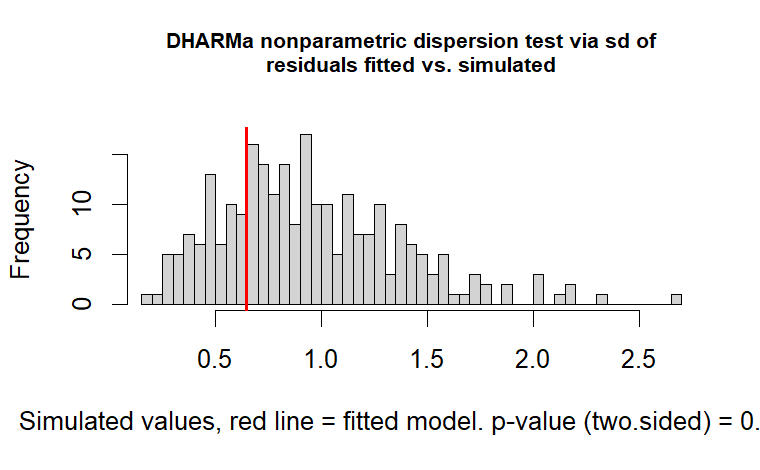 DHARMa nonparametric dispersion test via sd of
residuals fitted vs. simulated
Frequency
10
5
0
0.5 1.0 1.5 2.0 2.5
Simulated values, red line = fitted model. p-value (two.sided) = 0.